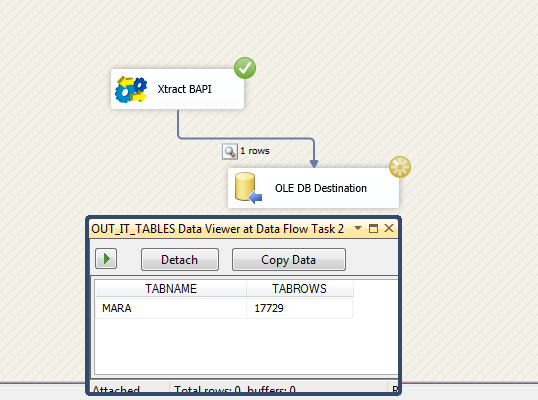 Xtract BAPI
1 rows
OLE DB Destination
OUT_IT_TABLES Data Viewer at Data Flow Task 2
Detach Copy Data
TABNAME TABROWS
MARA 17729
Attached Total rows: 0, buffers: 0 R